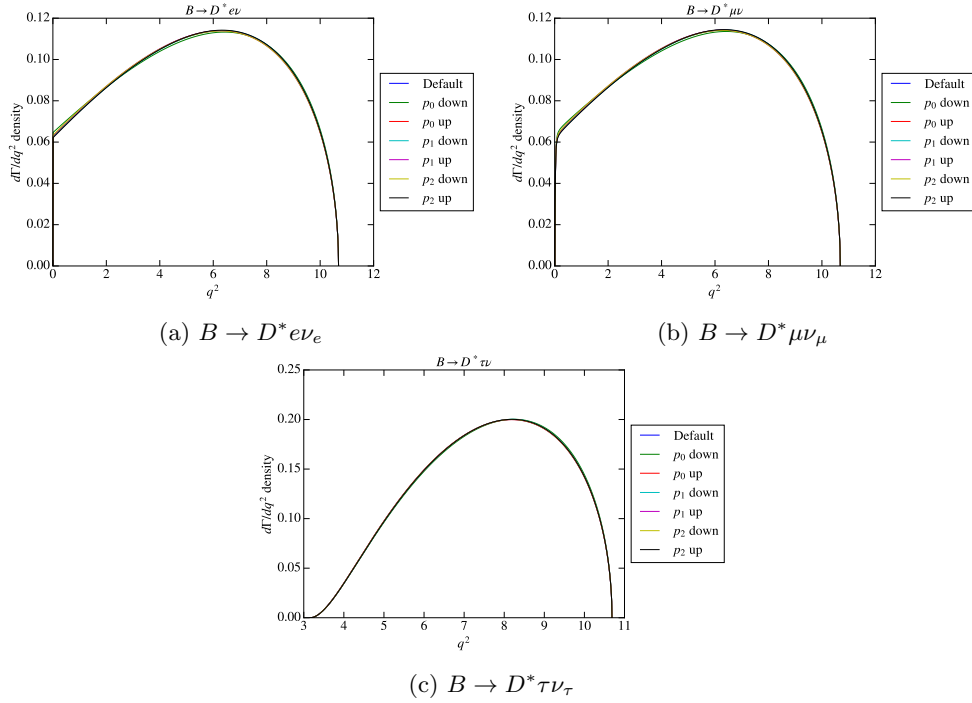 B → D* e ν
0.12
0.10
0.08
0.06
0.04
0.02
0.00
dΓ/dq² density
0 2 4 6 8 10 12
q²
Default
p₀ down
p₀ up
p₁ down
p₁ up
p₂ down
p₂ up
(a) B → D*eνₑ
B → D* μν
0.12
0.10
0.08
0.06
0.04
0.02
0.00
dΓ/dq² density
0 2 4 6 8 10 12
q²
Default
p₀ down
p₀ up
p₁ down
p₁ up
p₂ down
p₂ up
(b) B → D*μν_μ
B → D* τν
0.25
0.20
0.15
0.10
0.05
0.00
dΓ/dq² density
3 4 5 6 7 8 9 10 11
q²
Default
p₀ down
p₀ up
p₁ down
p₁ up
p₂ down
p₂ up
(c) B → D*τν_τ